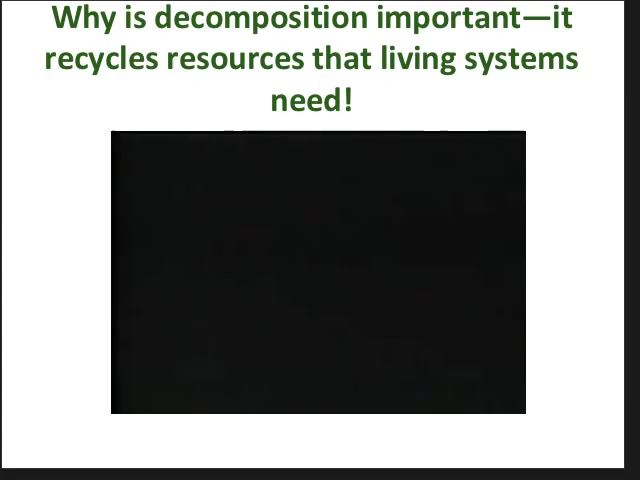 Why is decomposition important—it
recycles resources that living systems
need!